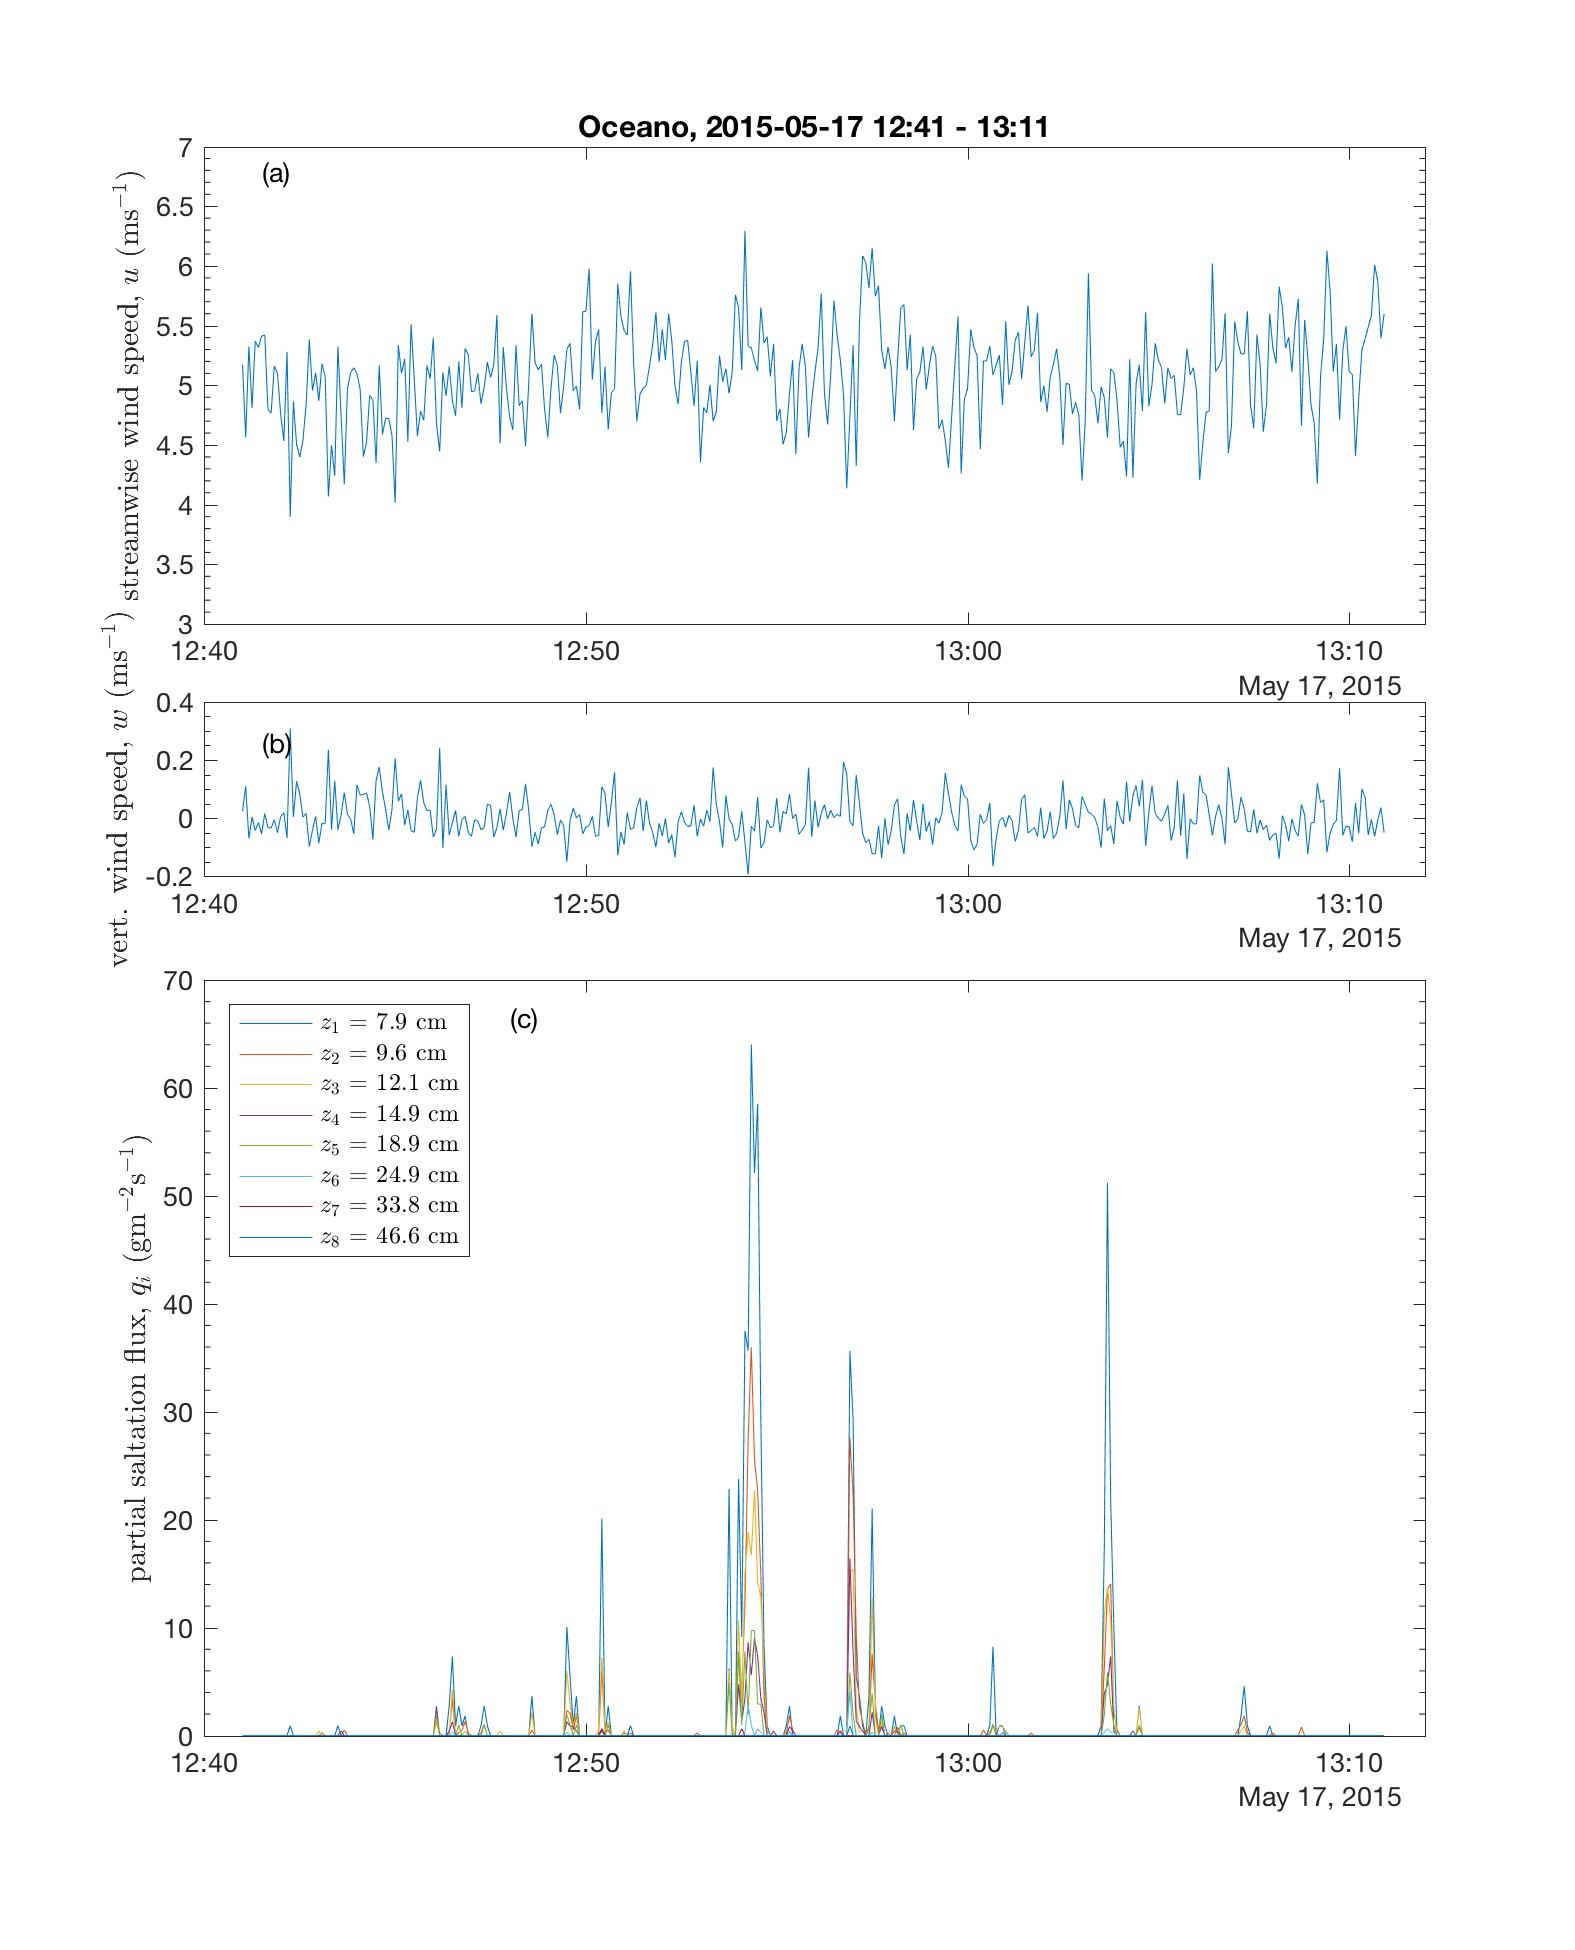 Oceano, 2015-05-17 12:41 - 13:11
(a)
streamwise wind speed, u (ms⁻¹)
7
6.5
6
5.5
5
4.5
4
3.5
3
12:40 12:50 13:00 13:10
May 17, 2015
(b)
vert. wind speed, w (ms⁻¹)
0.4
0.2
0
-0.2
12:40 12:50 13:00 13:10
May 17, 2015
(c)
partial saltation flux, qᵢ (gm⁻²s⁻¹)
70
60
50
40
30
20
10
0
z₁ = 7.9 cm
z₂ = 9.6 cm
z₃ = 12.1 cm
z₄ = 14.9 cm
z₅ = 18.9 cm
z₆ = 24.9 cm
z₇ = 33.8 cm
z₈ = 46.6 cm
12:40 12:50 13:00 13:10
May 17, 2015